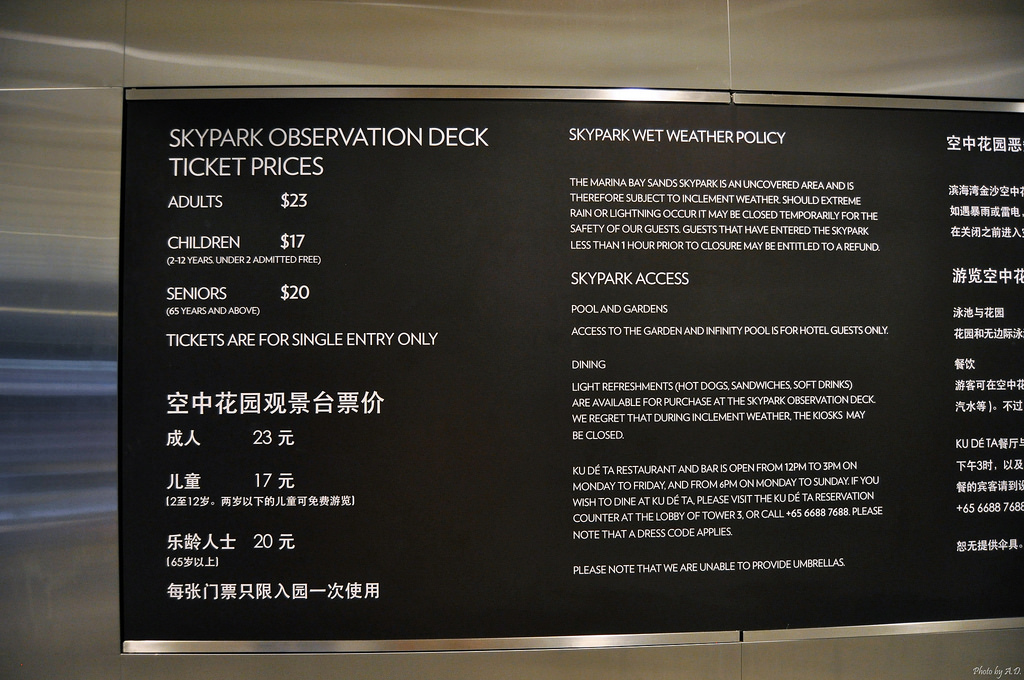 SKYPARK OBSERVATION DECK
TICKET PRICES
ADULTS $23
CHILDREN $17
(2-12 YEARS. UNDER 2 ADMITTED FREE)
SENIORS $20
(65 YEARS AND ABOVE)
TICKETS ARE FOR SINGLE ENTRY ONLY
空中花园观景台票价
成人 23 元
儿童 17 元
(2至12岁。两岁以下的儿童可免费游览)
乐龄人士 20 元
(65岁以上)
每张门票只限入园一次使用
SKYPARK WET WEATHER POLICY
THE MARINA BAY SANDS SKYPARK IS AN UNCOVERED AREA AND IS
THEREFORE SUBJECT TO INCLEMENT WEATHER. SHOULD EXTREME
RAIN OR LIGHTNING OCCUR IT MAY BE CLOSED TEMPORARILY FOR THE
SAFETY OF OUR GUESTS. GUESTS THAT HAVE ENTERED THE SKYPARK
LESS THAN 1 HOUR PRIOR TO CLOSURE MAY BE ENTITLED TO A REFUND.
SKYPARK ACCESS
POOL AND GARDENS
ACCESS TO THE GARDEN AND INFINITY POOL IS FOR HOTEL GUESTS ONLY.
DINING
LIGHT REFRESHMENTS (HOT DOGS, SANDWICHES, SOFT DRINKS)
ARE AVAILABLE FOR PURCHASE AT THE SKYPARK OBSERVATION DECK.
WE REGRET THAT DURING INCLEMENT WEATHER, THE KIOSKS MAY
BE CLOSED.
KU DÉ TA RESTAURANT AND BAR IS OPEN FROM 12PM TO 3PM ON
MONDAY TO FRIDAY, AND FROM 6PM ON MONDAY TO SUNDAY. IF YOU
WISH TO DINE AT KU DÉ TA, PLEASE VISIT THE KU DÉ TA RESERVATION
COUNTER AT THE LOBBY OF TOWER 3, OR CALL +65 6688 7688. PLEASE
NOTE THAT A DRESS CODE APPLIES.
PLEASE NOTE THAT WE ARE UNABLE TO PROVIDE UMBRELLAS.
空中花园恶
滨海湾金沙空中花
如遇暴雨或雷电,
在关闭之前进入
游览空中花
泳池与花园
花园和无边际泳
餐饮
游客可在空中花
汽水等)。不过
KU DÉ TA餐厅与
下午3时, 以及
餐的宾客请到
+65 6688 7688
恕无提供伞具。
Photo by A.D.